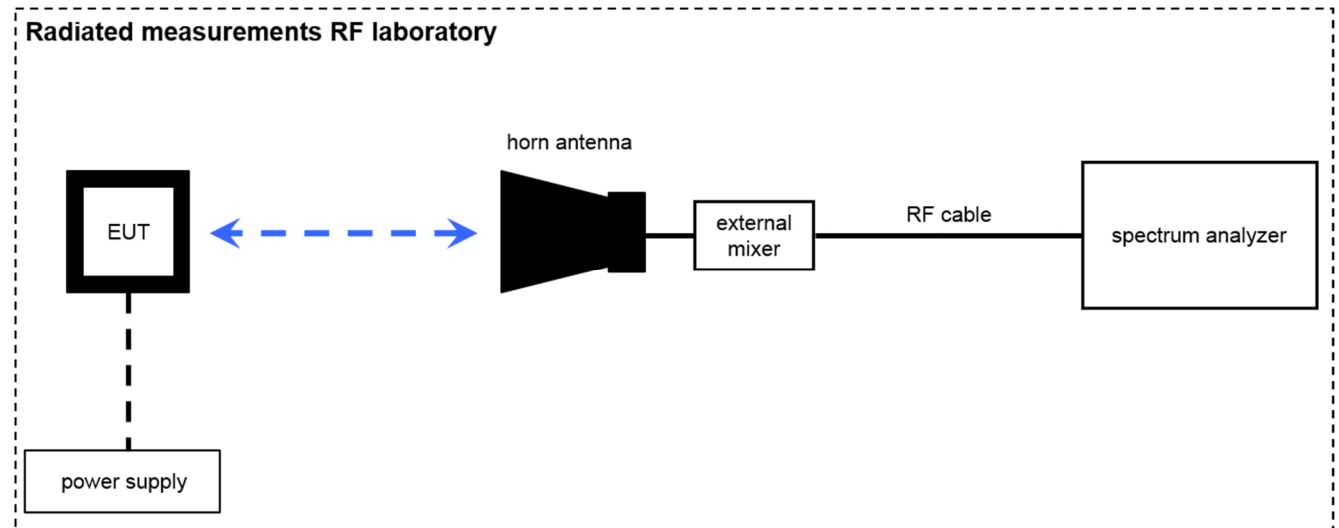 Radiated measurements RF laboratory
horn antenna
EUT
external
mixer
RF cable
spectrum analyzer
power supply